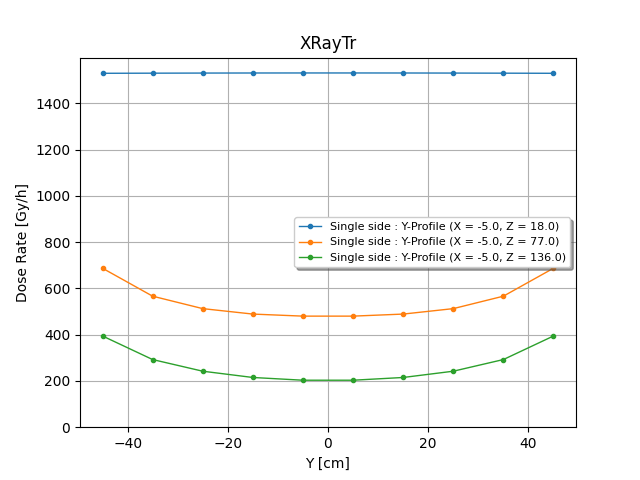 XRayTr
Dose Rate [Gy/h]
1400
1200
1000
800
600
400
200
0
Single side : Y-Profile (X = -5.0, Z = 18.0)
Single side : Y-Profile (X = -5.0, Z = 77.0)
Single side : Y-Profile (X = -5.0, Z = 136.0)
−40 −20 0 20 40
Y [cm]